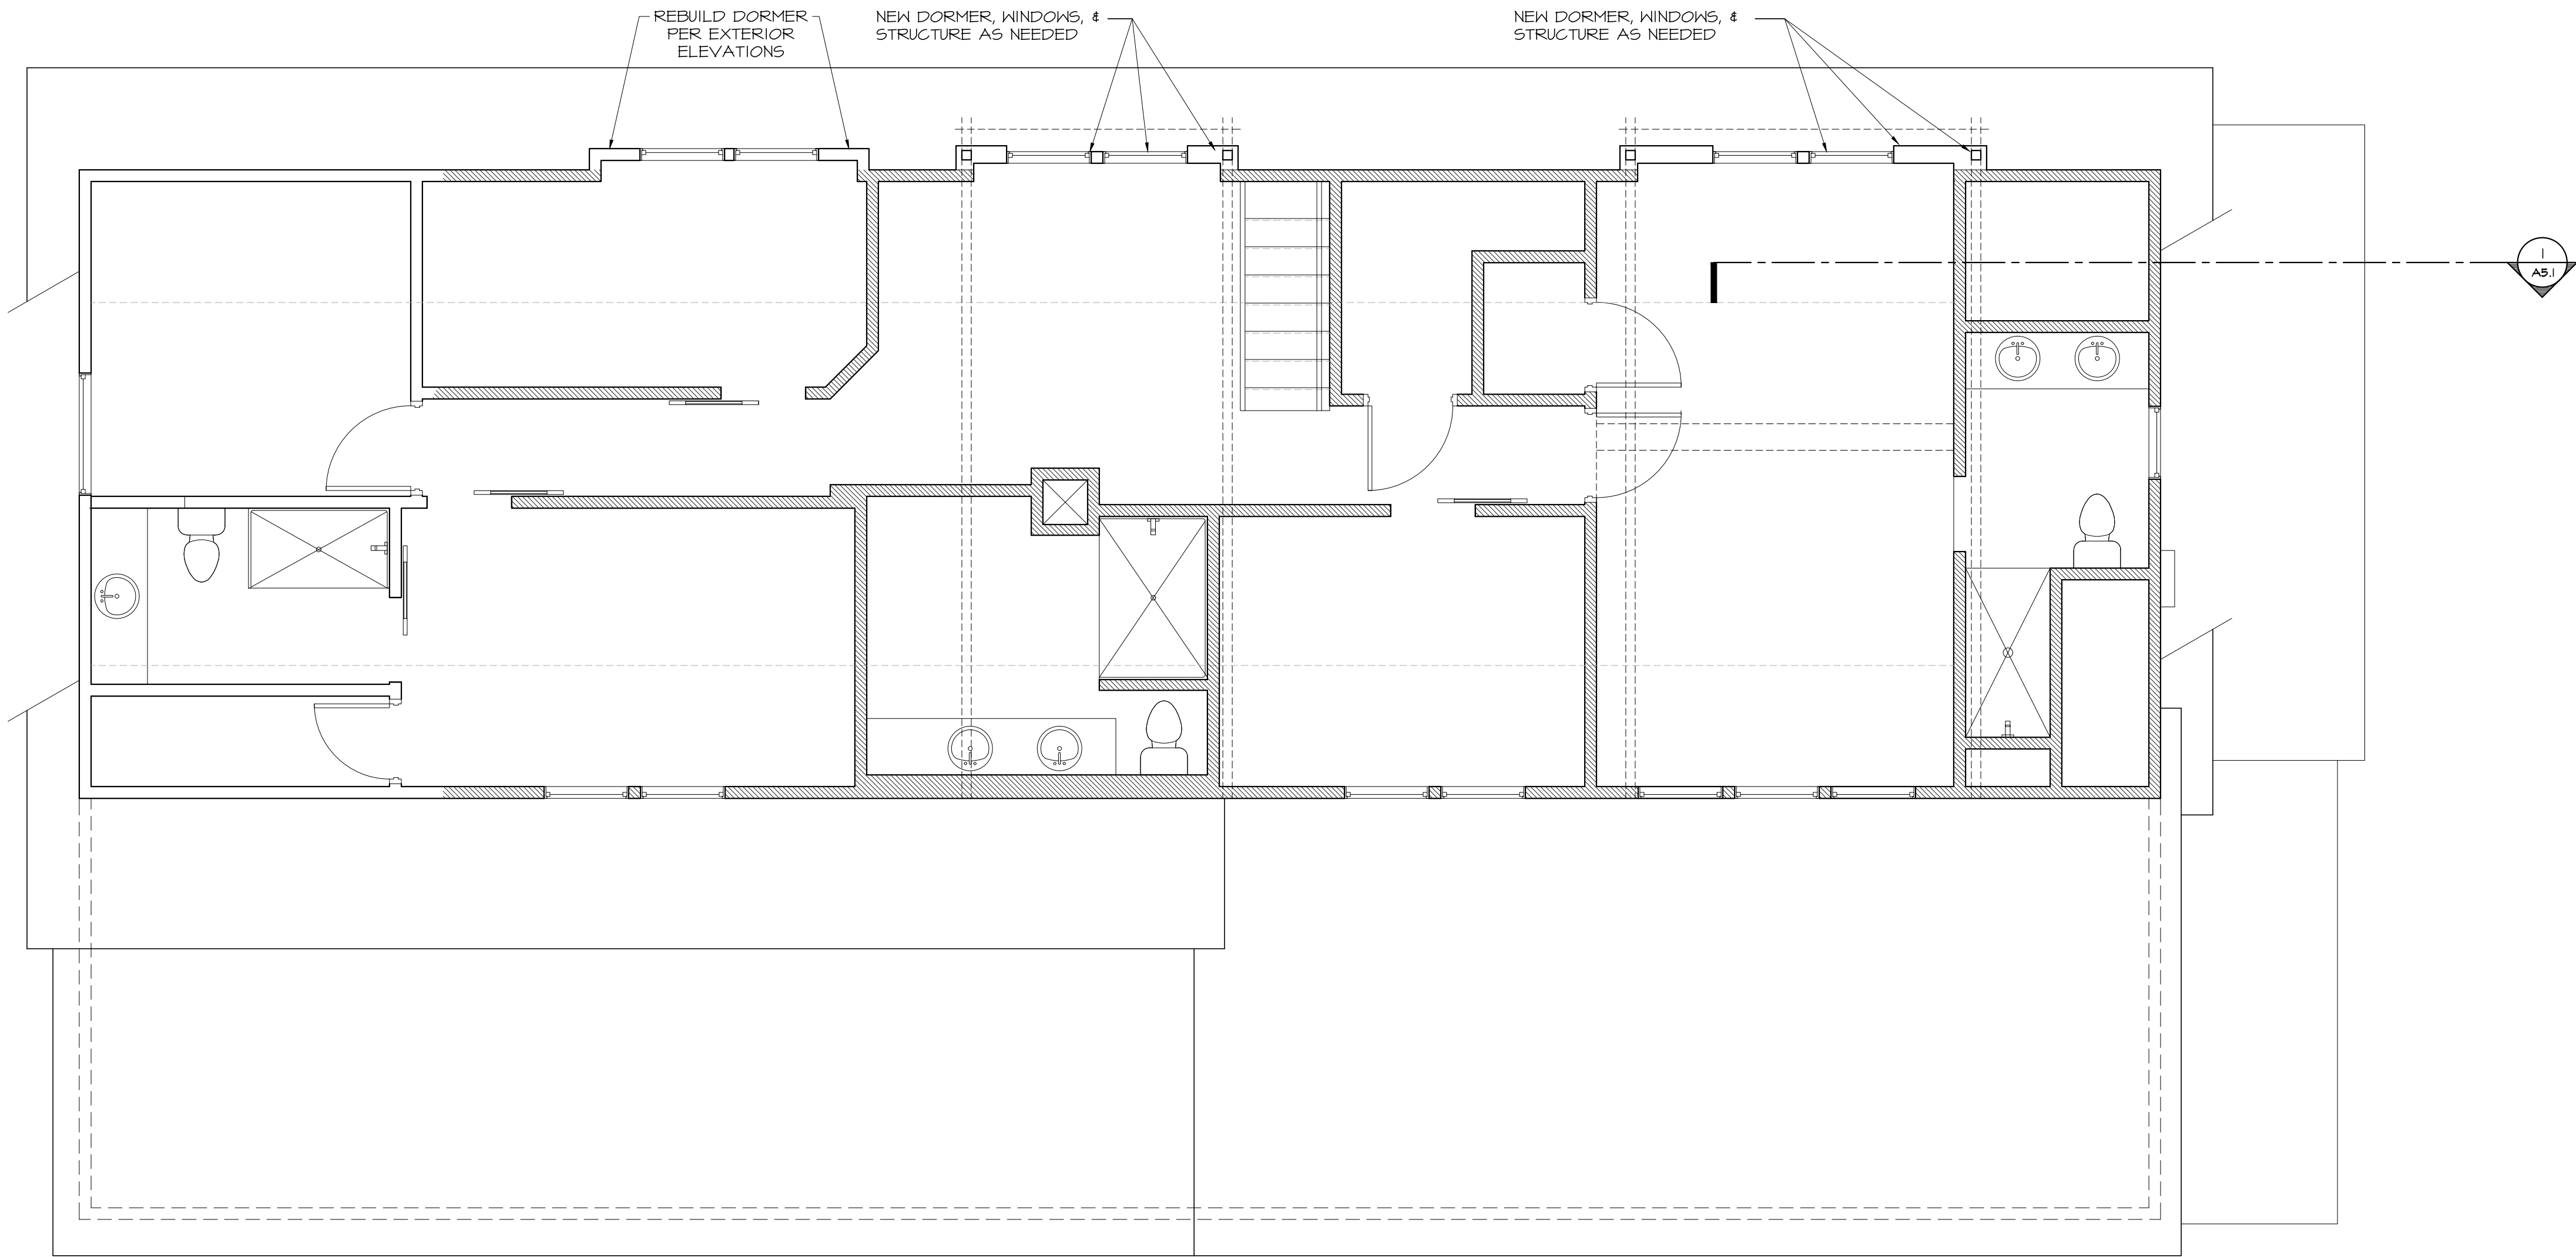 REBUILD DORMER
PER EXTERIOR
ELEVATIONS
NEW DORMER, WINDOWS, &
STRUCTURE AS NEEDED
NEW DORMER, WINDOWS, &
STRUCTURE AS NEEDED
1
A5.1